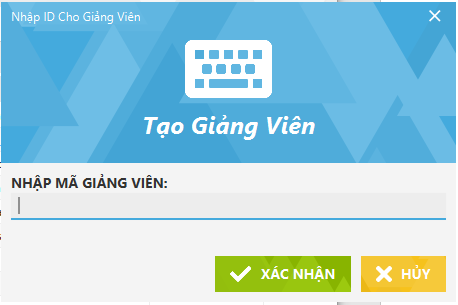 Nhập ID Cho Giảng Viên
Tạo Giảng Viên
NHẬP MÃ GIẢNG VIÊN:
XÁC NHẬN
HỦY